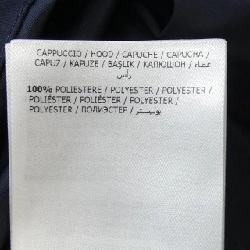 CAPPUCCIO / HOOD / CAPUCHE / CAPUCHA /
CAPUZ / KAPUZE / BAŞLIK / КАПЮШОН / غطاء /
رأس
100% POLIESTERE / POLYESTER / POLYESTER /
POLIÉSTER / POLIÉSTER / POLYESTER /
POLYESTER / ПОЛИЭСТЕР / بوليستر